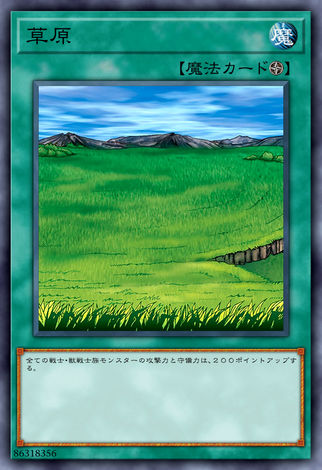 草原
魔
【魔法カード】
全ての戦士・獣戦士族モンスターの攻撃力と守備力は、２００ポイントアップす
る。
86318356